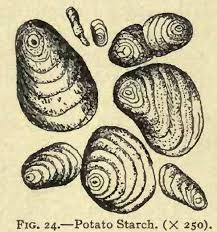 FIG. 24.—Potato Starch. (× 250).